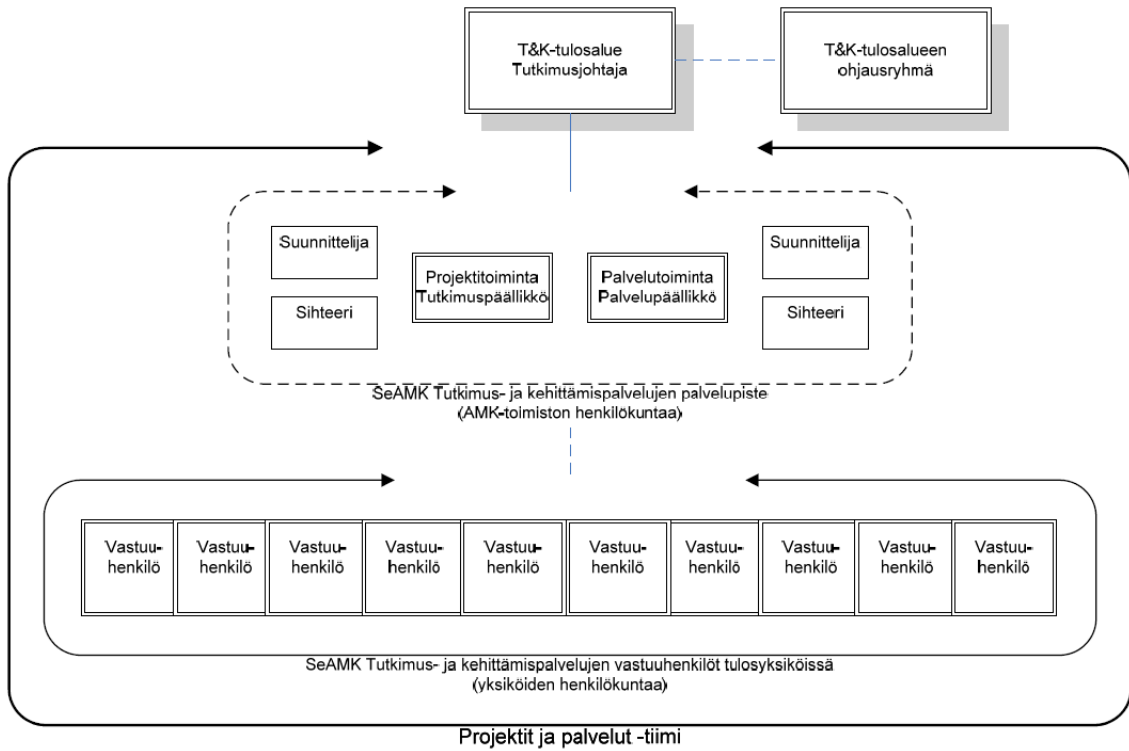 T&K-tulosalue
Tutkimusjohtaja
T&K-tulosalueen
ohjausryhmä
Suunnittelija
Sihteeri
Projektitoiminta
Tutkimuspäällikkö
Palvelutoiminta
Palvelupäällikkö
Suunnittelija
Sihteeri
SeAMK Tutkimus- ja kehittämispalvelujen palvelupiste
(AMK-toimiston henkilökuntaa)
Vastuu-
henkilö
Vastuu-
henkilö
Vastuu-
henkilö
Vastuu-
henkilö
Vastuu-
henkilö
Vastuu-
henkilö
Vastuu-
henkilö
Vastuu-
henkilö
Vastuu-
henkilö
Vastuu-
henkilö
SeAMK Tutkimus- ja kehittämispalvelujen vastuuhenkilöt tulosyksiköissä
(yksiköiden henkilökuntaa)
Projektit ja palvelut -tiimi